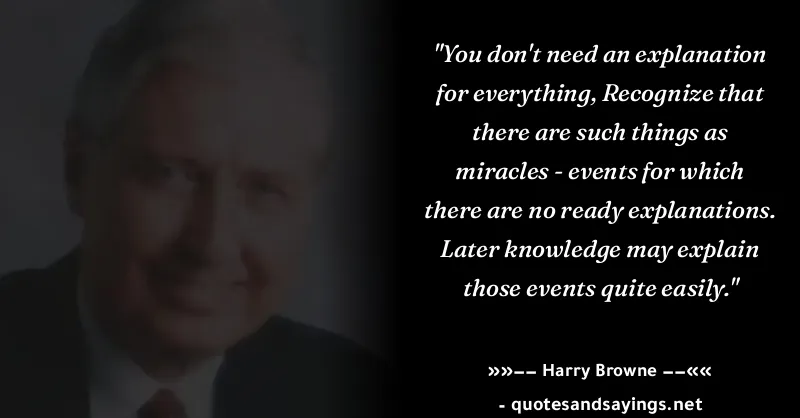 "You don't need an explanation
for everything, Recognize that
there are such things as
miracles - events for which
there are no ready explanations.
Later knowledge may explain
those events quite easily."
»»–– Harry Browne ––««
- quotesandsayings.net